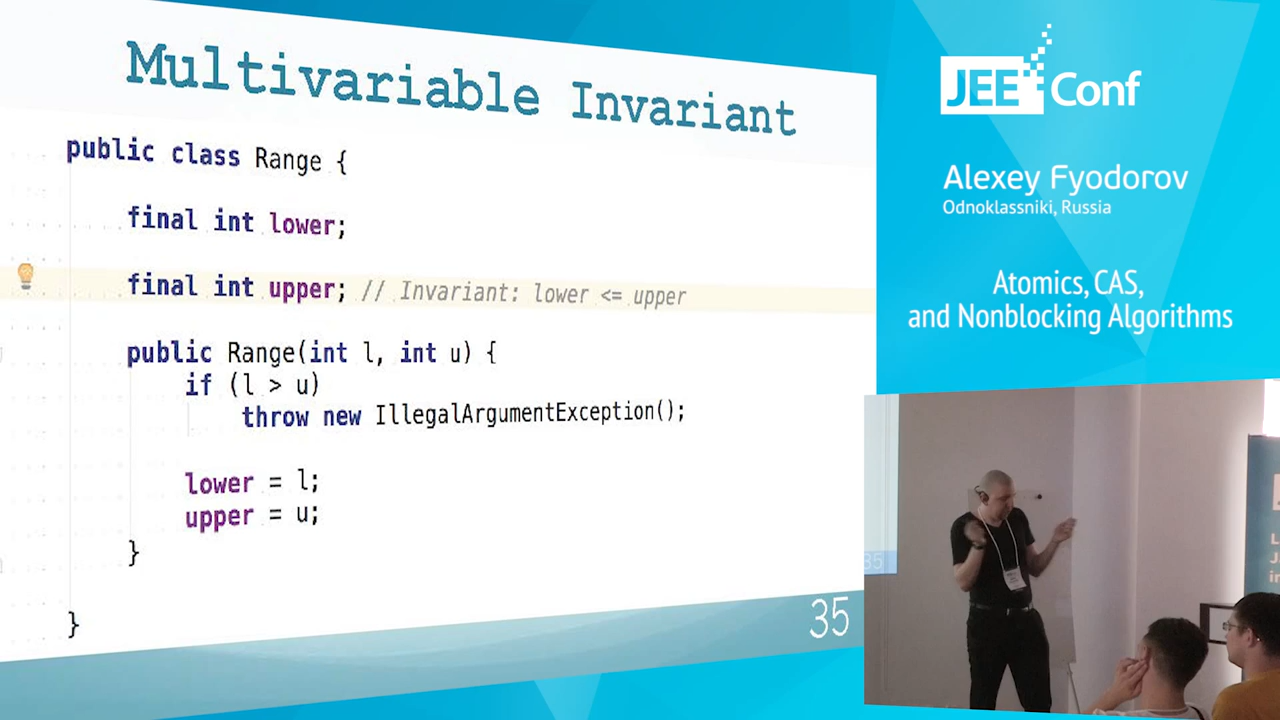 Multivariable Invariant
public class Range {
final int lower;
final int upper; // Invariant: lower <= upper
public Range(int l, int u) {
if (l > u)
throw new IllegalArgumentException();
lower = l;
upper = u;
}
}
35
JEE Conf
Alexey Fyodorov
Odnoklassniki, Russia
Atomics, CAS,
and Nonblocking Algorithms
35